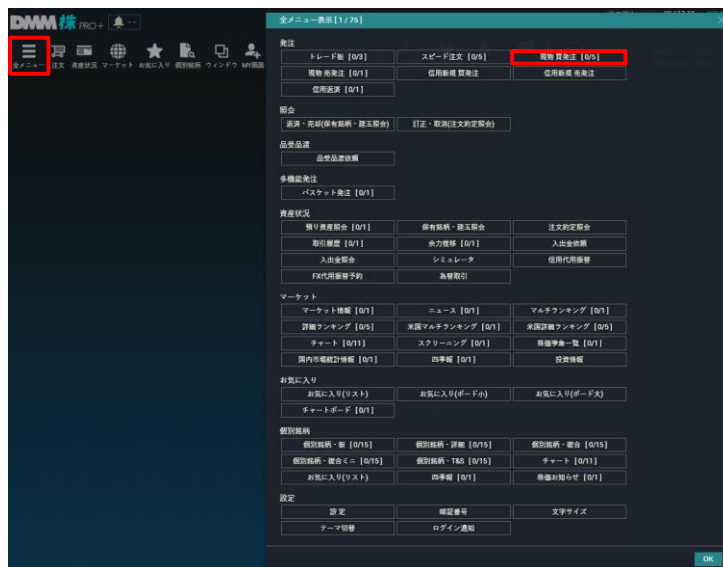 DMM 株 PRO+
全メニュー 注文 資産状況 マーケット お気に入り 個別銘柄 ウィンドウ MY画面
全メニュー表示 [1/75]
発注
トレード板 [0/3] スピード注文 [0/5] 現物 買発注 [0/5]
現物 売発注 [0/1] 信用新規 買発注 信用新規 売発注
信用返済 [0/1]
照会
返済・売却(保有銘柄・建玉照会) 訂正・取消(注文約定照会)
品受品渡
品受品渡依頼
多機能発注
バスケット発注 [0/1]
資産状況
預り資産照会 [0/1] 保有銘柄・建玉照会 注文約定照会
取引履歴 [0/1] 余力推移 [0/1] 入出金依頼
入出金照会 シミュレータ 信用代用振替
FX代用振替予約 為替取引
マーケット
マーケット情報 [0/1] ニュース [0/1] マルチランキング [0/1]
詳細ランキング [0/5] 米国マルチランキング [0/1] 米国詳細ランキング [0/5]
チャート [0/11] スクリーニング [0/1] 株価争象一覧 [0/1]
国内市場統計情報 [0/1] 四季報 [0/1] 投資情報
お気に入り
お気に入り(リスト) お気に入り(ボード小) お気に入り(ボード大)
チャートボード [0/1]
個別銘柄
個別銘柄・板 [0/15] 個別銘柄・詳細 [0/15] 個別銘柄・複合 [0/15]
個別銘柄・複合ミニ [0/15] 個別銘柄・T&S [0/15] チャート [0/11]
お気に入り(リスト) 四季報 [0/1] 株価お知らせ [0/1]
設定
設定 暗証番号 文字サイズ
テーマ切替 ログイン通知
OK